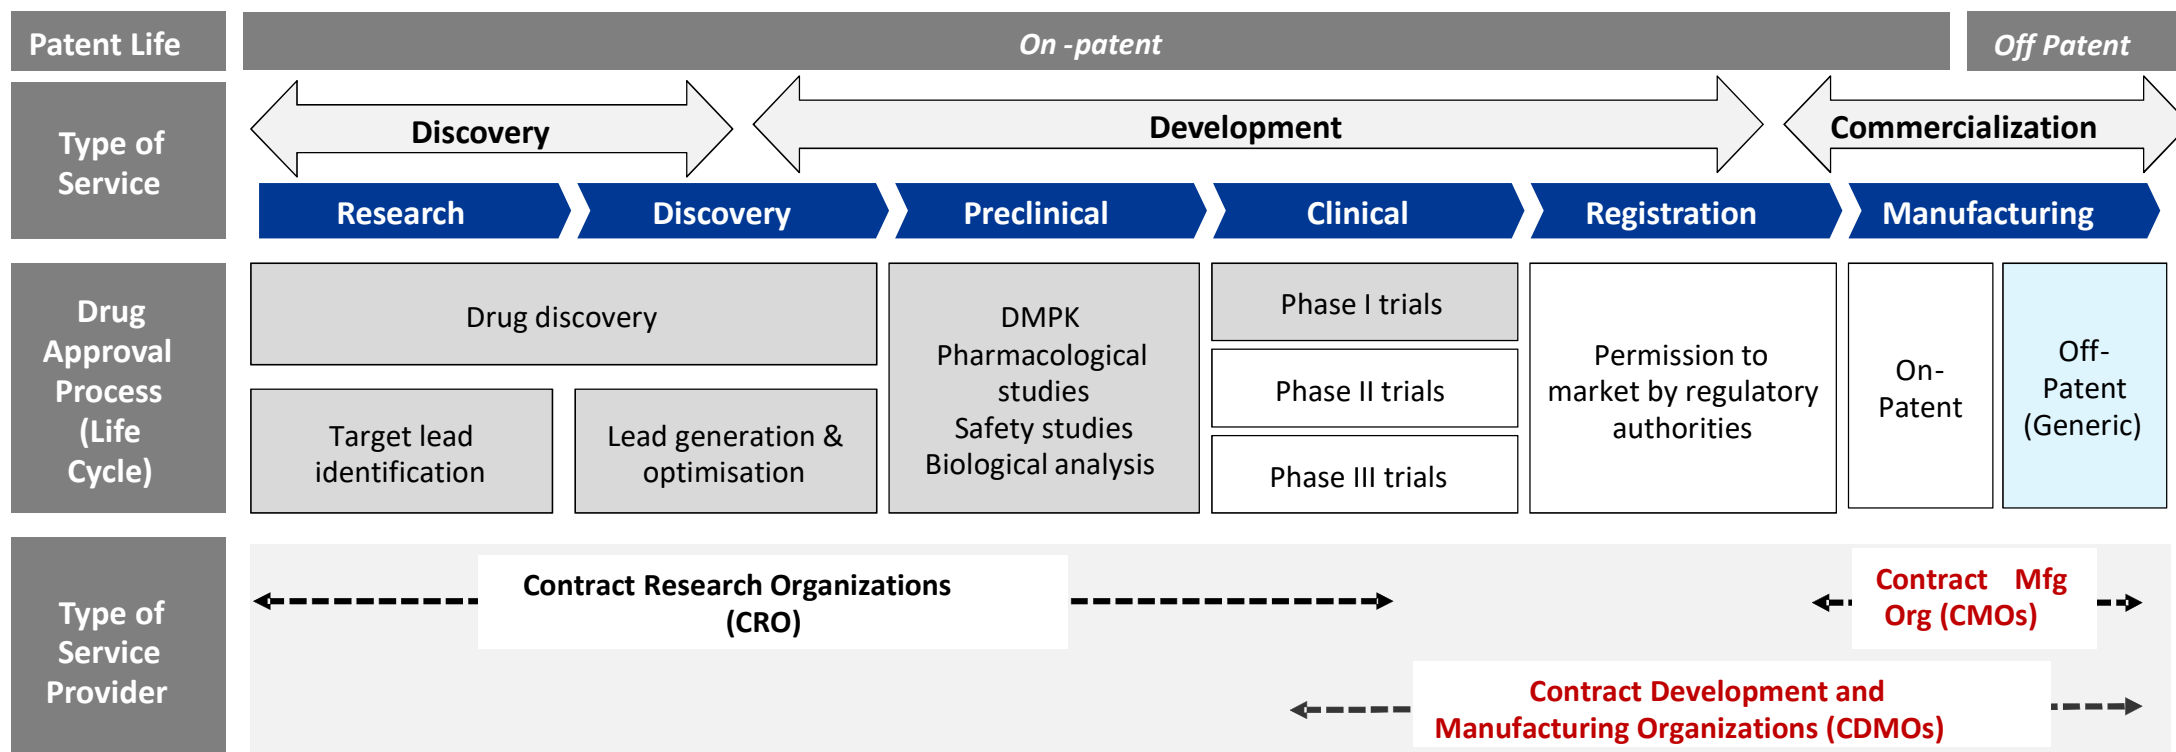 Patent Life
On -patent
Off Patent
Type of
Service
Discovery
Development
Commercialization
Research
Discovery
Preclinical
Clinical
Registration
Manufacturing
Drug
Approval
Process
(Life
Cycle)
Drug discovery
Target lead
identification
Lead generation &
optimisation
DMPK
Pharmacological
studies
Safety studies
Biological analysis
Phase I trials
Phase II trials
Phase III trials
Permission to
market by regulatory
authorities
On-
Patent
Off-
Patent
(Generic)
Type of
Service
Provider
Contract Research Organizations
(CRO)
Contract Mfg
Org (CMOs)
Contract Development and
Manufacturing Organizations (CDMOs)